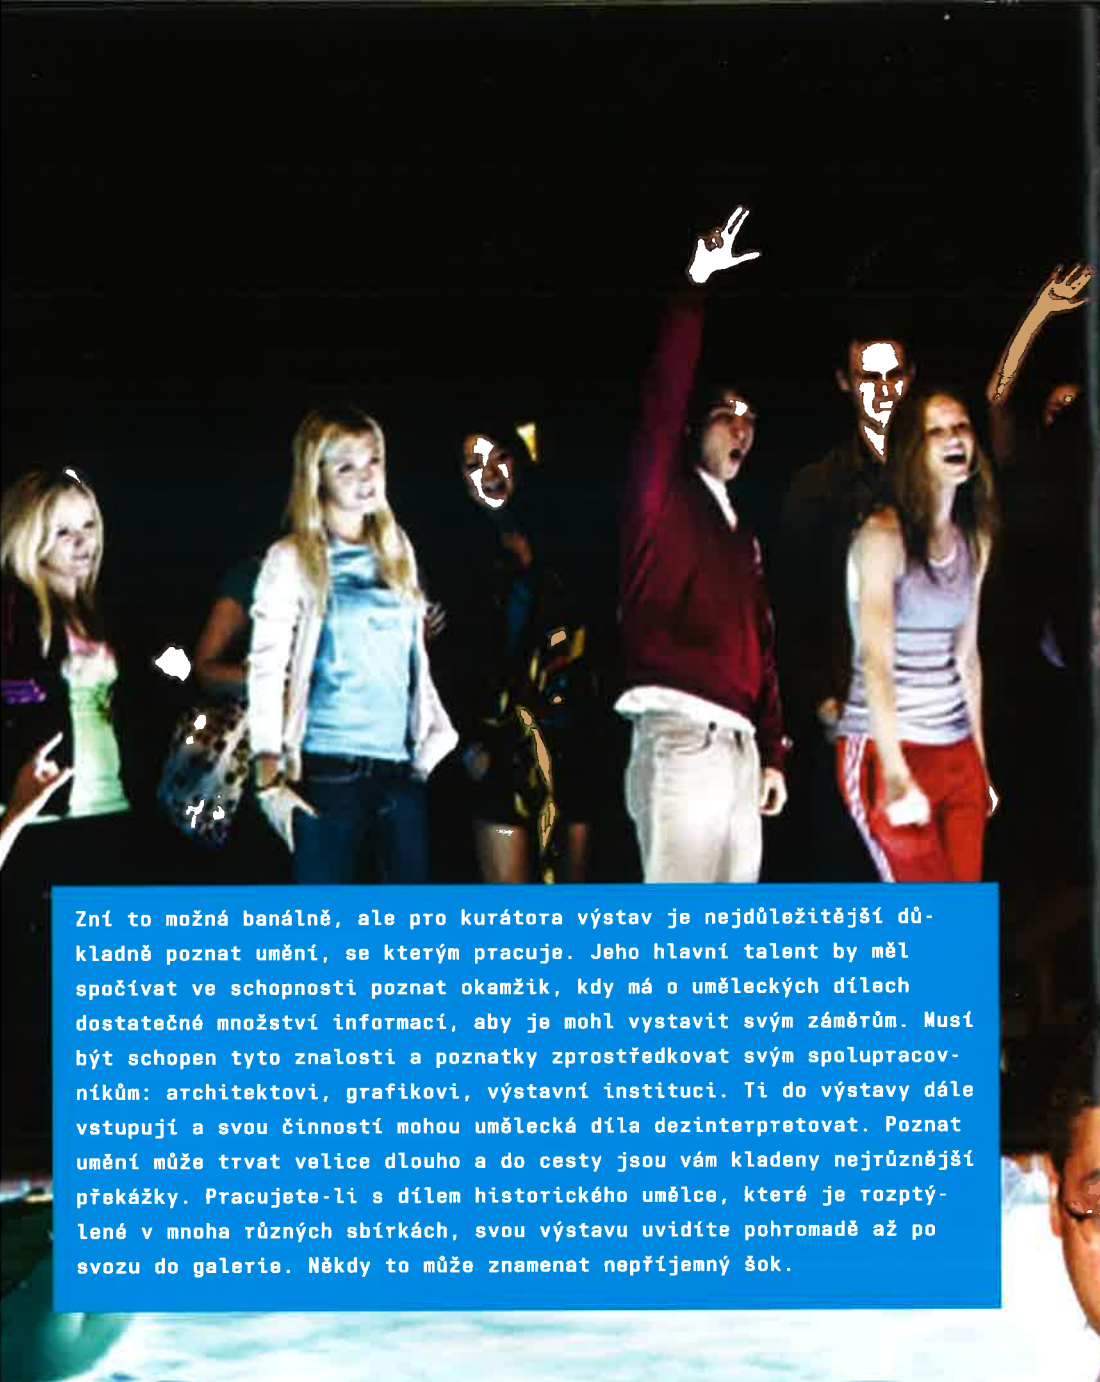 Zní to možná banálně, ale pro kurátora výstav je nejdůležitější dů-
kladně poznat umění, se kterým pracuje. Jeho hlavní talent by měl
spočívat ve schopnosti poznat okamžik, kdy má o uměleckých dílech
dostatečné množství informací, aby je mohl vystavit svým záměrům. Musí
být schopen tyto znalosti a poznatky zprostředkovat svým spolupracov-
níkům: architektovi, grafikovi, výstavní instituci. Ti do výstavy dále
vstupují a svou činností mohou umělecká díla dezinterpretovat. Poznat
umění může trvat velice dlouho a do cesty jsou vám kladeny nejrůznější
překážky. Pracujete-li s dílem historického umělce, které je rozptý-
lené v mnoha různých sbírkách, svou výstavu uvidíte pohromadě až po
svozu do galerie. Někdy to může znamenat nepříjemný šok.